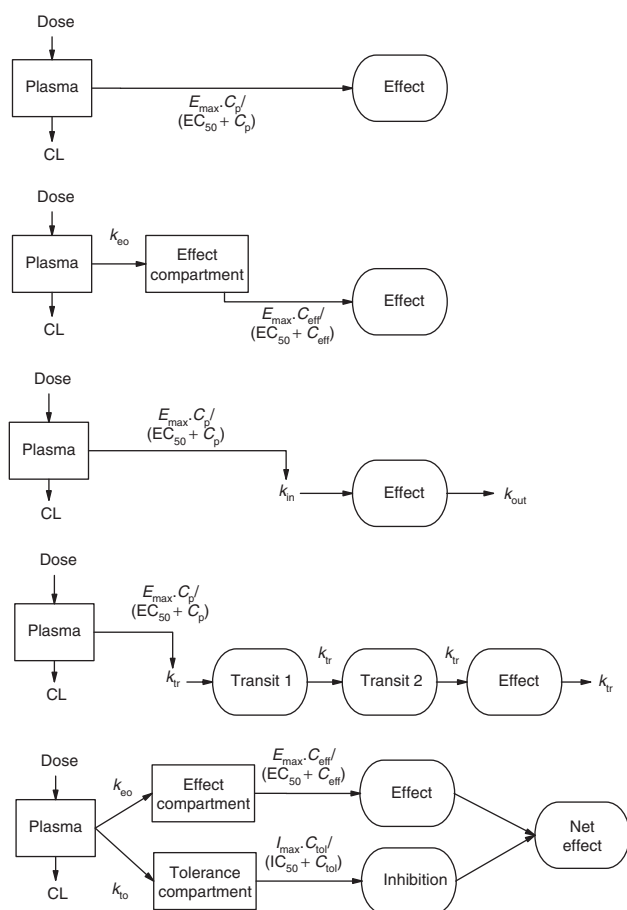 Dose
Plasma
Effect
E_max.C_p/
(EC_50 + C_p)
CL
Dose
k_eo
Plasma
Effect
compartment
Effect
E_max.C_eff/
(EC_50 + C_eff)
CL
Dose
E_max.C_p/
(EC_50 + C_p)
Plasma
k_in
Effect
k_out
CL
Dose
E_max.C_p/
(EC_50 + C_p)
Plasma
k_tr
Transit 1
k_tr
Transit 2
k_tr
Effect
k_tr
CL
Dose
k_eo
Effect
compartment
E_max.C_eff/
(EC_50 + C_eff)
Effect
Plasma
Net
effect
k_to
Tolerance
compartment
I_max.C_tol/
(IC_50 + C_tol)
Inhibition
CL